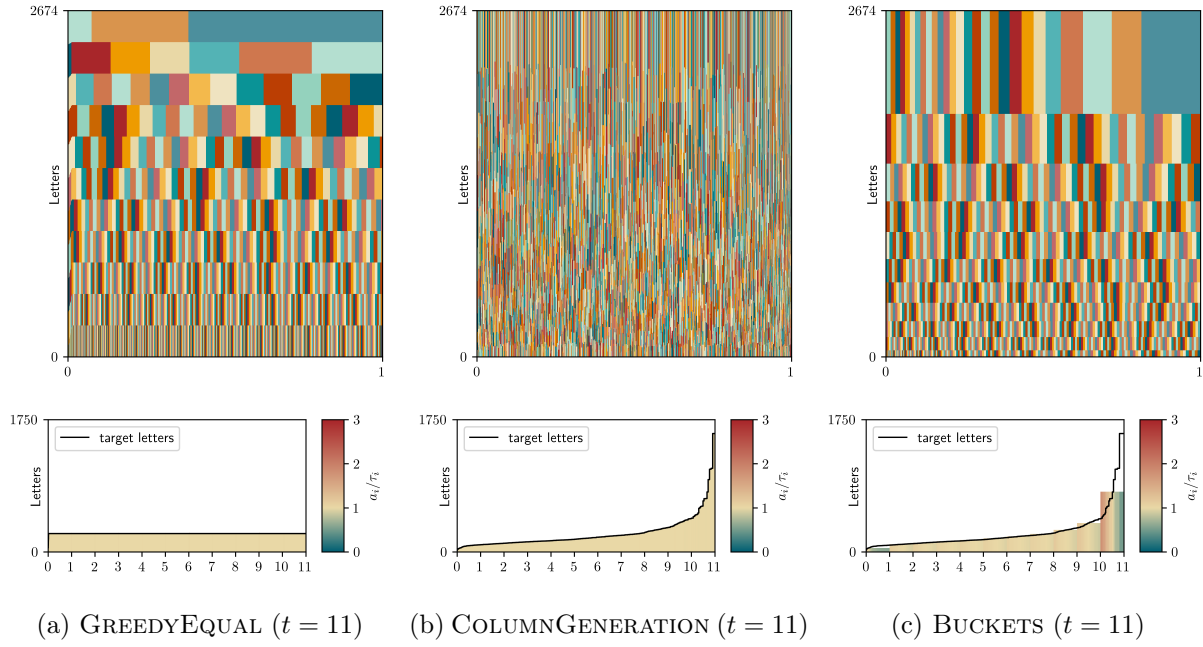 2674
Letters
0
0 1
2674
Letters
0
0 1
2674
Letters
0
0 1
1750
Letters
0
target letters
0 1 2 3 4 5 6 7 8 9 10 11
3
2
1
0
a_i/τ_i
1750
Letters
0
target letters
0 1 2 3 4 5 6 7 8 9 10 11
3
2
1
0
a_i/τ_i
1750
Letters
0
target letters
0 1 2 3 4 5 6 7 8 9 10 11
3
2
1
0
a_i/τ_i
(a) GREEDYEQUAL (t = 11)
(b) COLUMNGENERATION (t = 11)
(c) BUCKETS (t = 11)